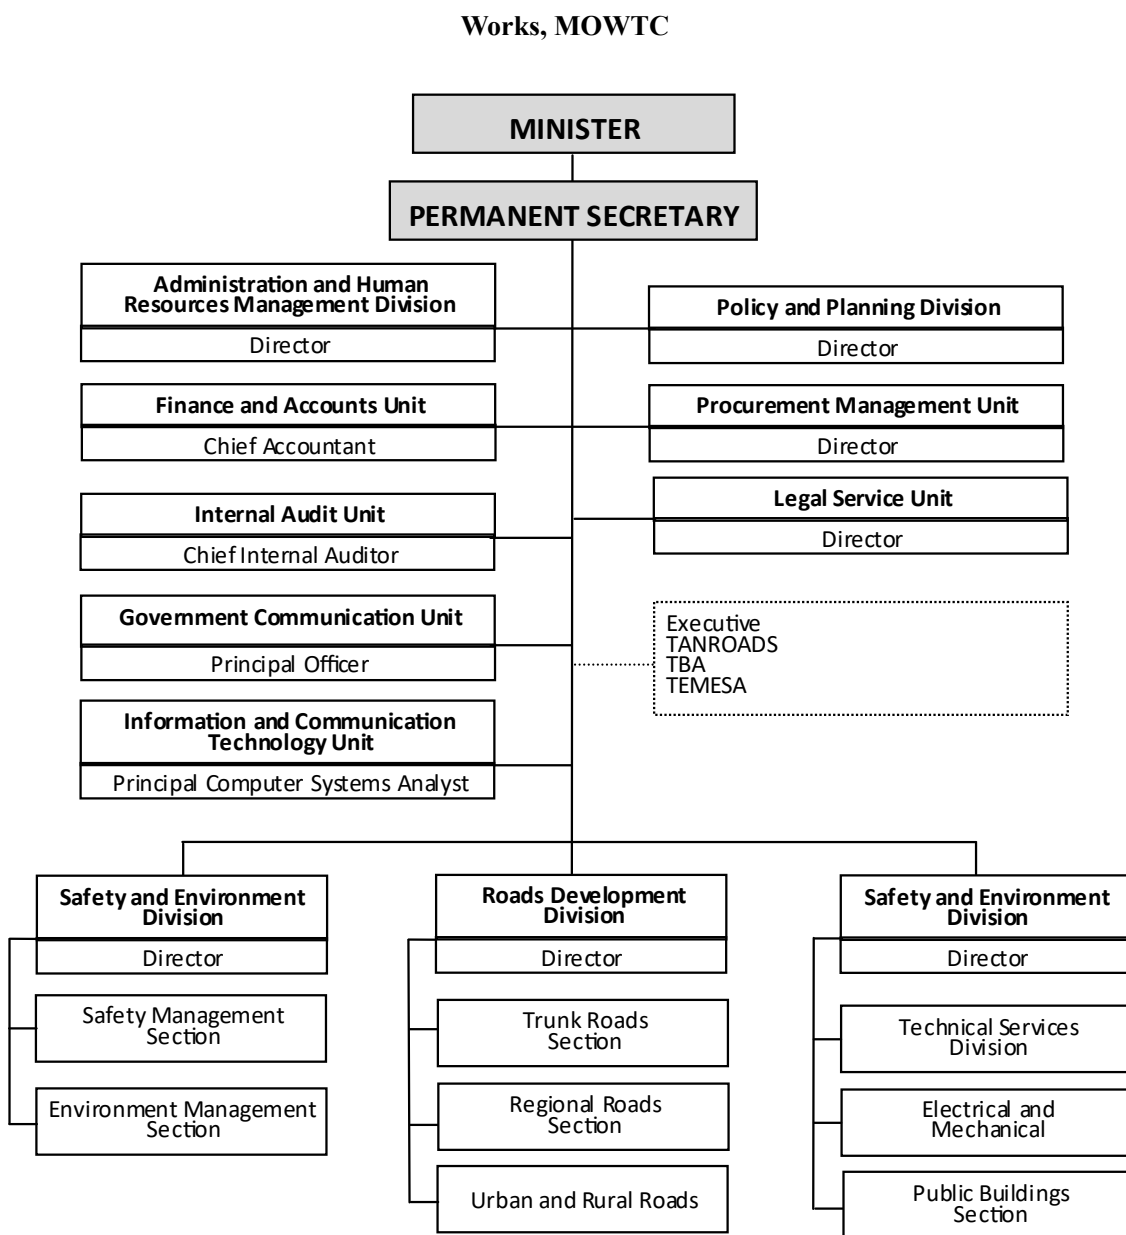 Works, MOWTC
MINISTER
PERMANENT SECRETARY
Administration and Human
Resources Management Division
Director
Policy and Planning Division
Director
Finance and Accounts Unit
Chief Accountant
Procurement Management Unit
Director
Internal Audit Unit
Chief Internal Auditor
Legal Service Unit
Director
Government Communication Unit
Principal Officer
Executive
TANROADS
TBA
TEMESA
Information and Communication
Technology Unit
Principal Computer Systems Analyst
Safety and Environment
Division
Director
Safety Management
Section
Environment Management
Section
Roads Development
Division
Director
Trunk Roads
Section
Regional Roads
Section
Urban and Rural Roads
Safety and Environment
Division
Director
Technical Services
Division
Electrical and
Mechanical
Public Buildings
Section